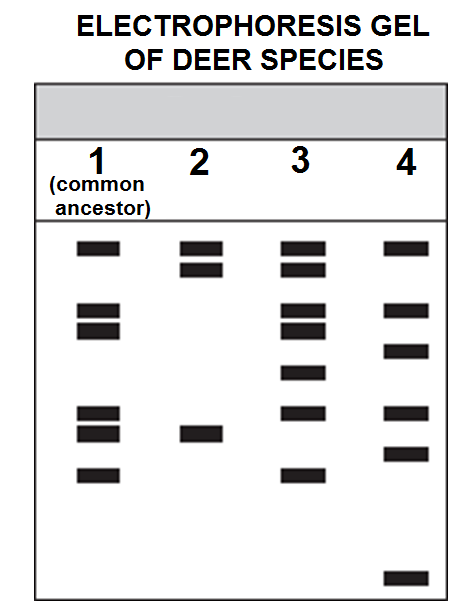 ELECTROPHORESIS GEL
OF DEER SPECIES
1 2 3 4
(common
ancestor)